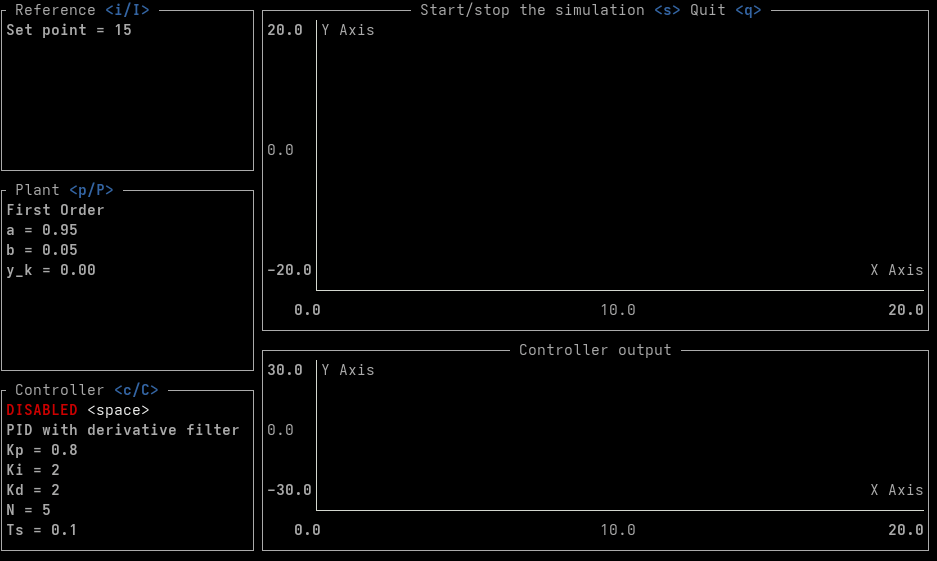 Reference <i/I>
Set point = 15
Plant <p/P>
First Order
a = 0.95
b = 0.05
y_k = 0.00
Controller <c/C>
DISABLED <space>
PID with derivative filter
Kp = 0.8
Ki = 2
Kd = 2
N = 5
Ts = 0.1
Start/stop the simulation <s> Quit <q>
20.0 Y Axis
0.0
-20.0 X Axis
0.0 10.0 20.0
Controller output
30.0 Y Axis
0.0
-30.0 X Axis
0.0 10.0 20.0